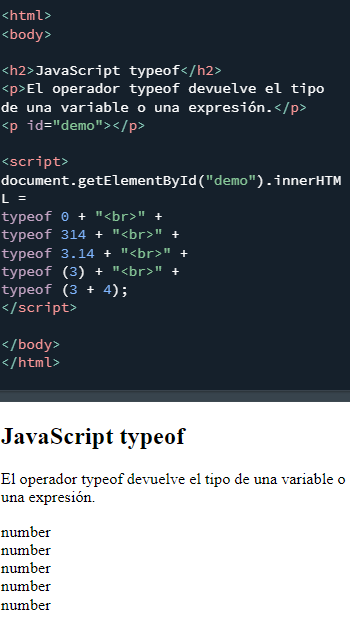 <html>
<body>
<h2>JavaScript typeof</h2>
<p>El operador typeof devuelve el tipo
de una variable o una expresión.</p>
<p id="demo"></p>
<script>
document.getElementById("demo").innerHTM
L =
typeof 0 + "<br>" +
typeof 314 + "<br>" +
typeof 3.14 + "<br>" +
typeof (3) + "<br>" +
typeof (3 + 4);
</script>
</body>
</html>
JavaScript typeof
El operador typeof devuelve el tipo de una variable o
una expresión.
number
number
number
number
number